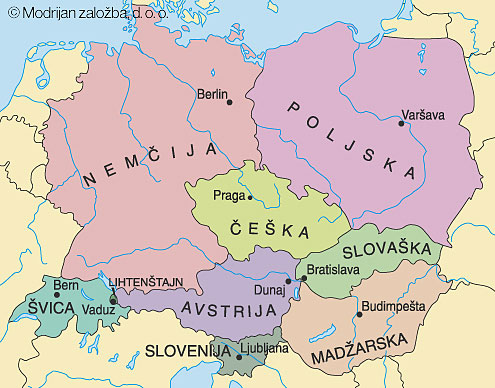 © Modrijan založba, d. o. o.
Berlin
POLJSKA
Varšava
NEMČIJA
Praga
ČEŠKA
SLOVAŠKA
Bratislava
Dunaj
Bern
LIHTENŠTAJN
ŠVICA
Vaduz
AVSTRIJA
Budimpešta
MADŽARSKA
SLOVENIJA
Ljubljana